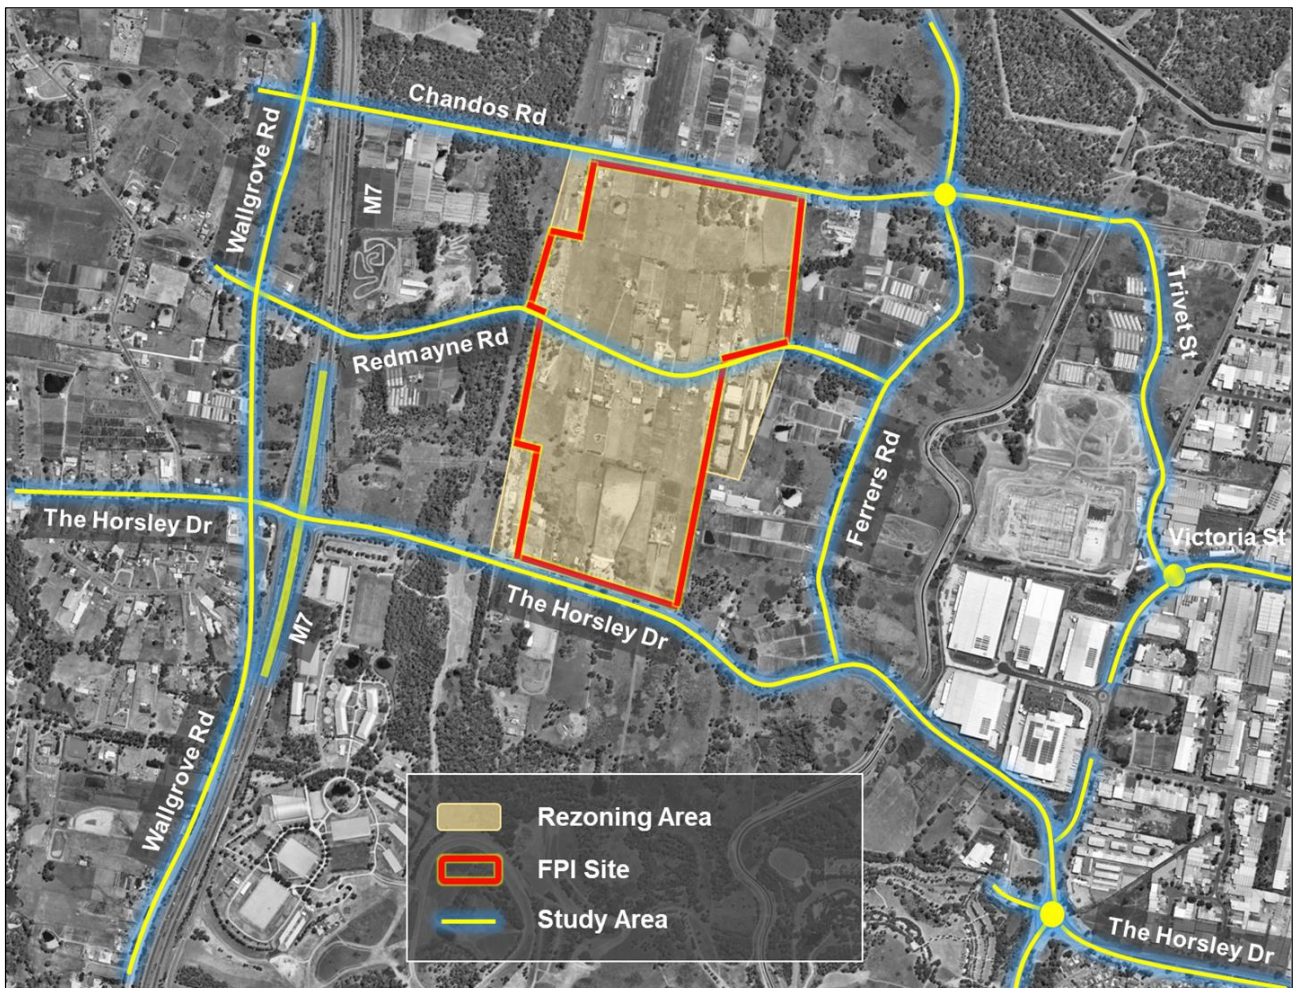 Chandos Rd
Wallgrove Rd
M7
Trivet St
Redmayne Rd
Ferrers Rd
The Horsley Dr
Victoria St
The Horsley Dr
M7
Wallgrove Rd
Rezoning Area
FPI Site
Study Area
The Horsley Dr